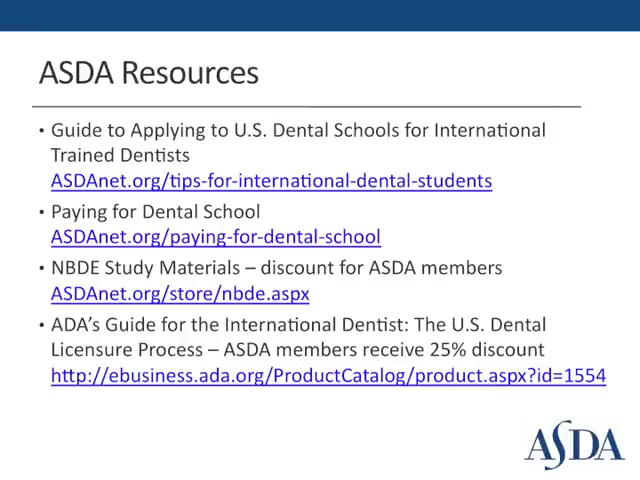 ASDA Resources
• Guide to Applying to U.S. Dental Schools for International
Trained Dentists
ASDAnet.org/tips-for-international-dental-students
• Paying for Dental School
ASDAnet.org/paying-for-dental-school
• NBDE Study Materials – discount for ASDA members
ASDAnet.org/store/nbde.aspx
• ADA's Guide for the International Dentist: The U.S. Dental
Licensure Process – ASDA members receive 25% discount
http://ebusiness.ada.org/ProductCatalog/product.aspx?id=1554
ASDA